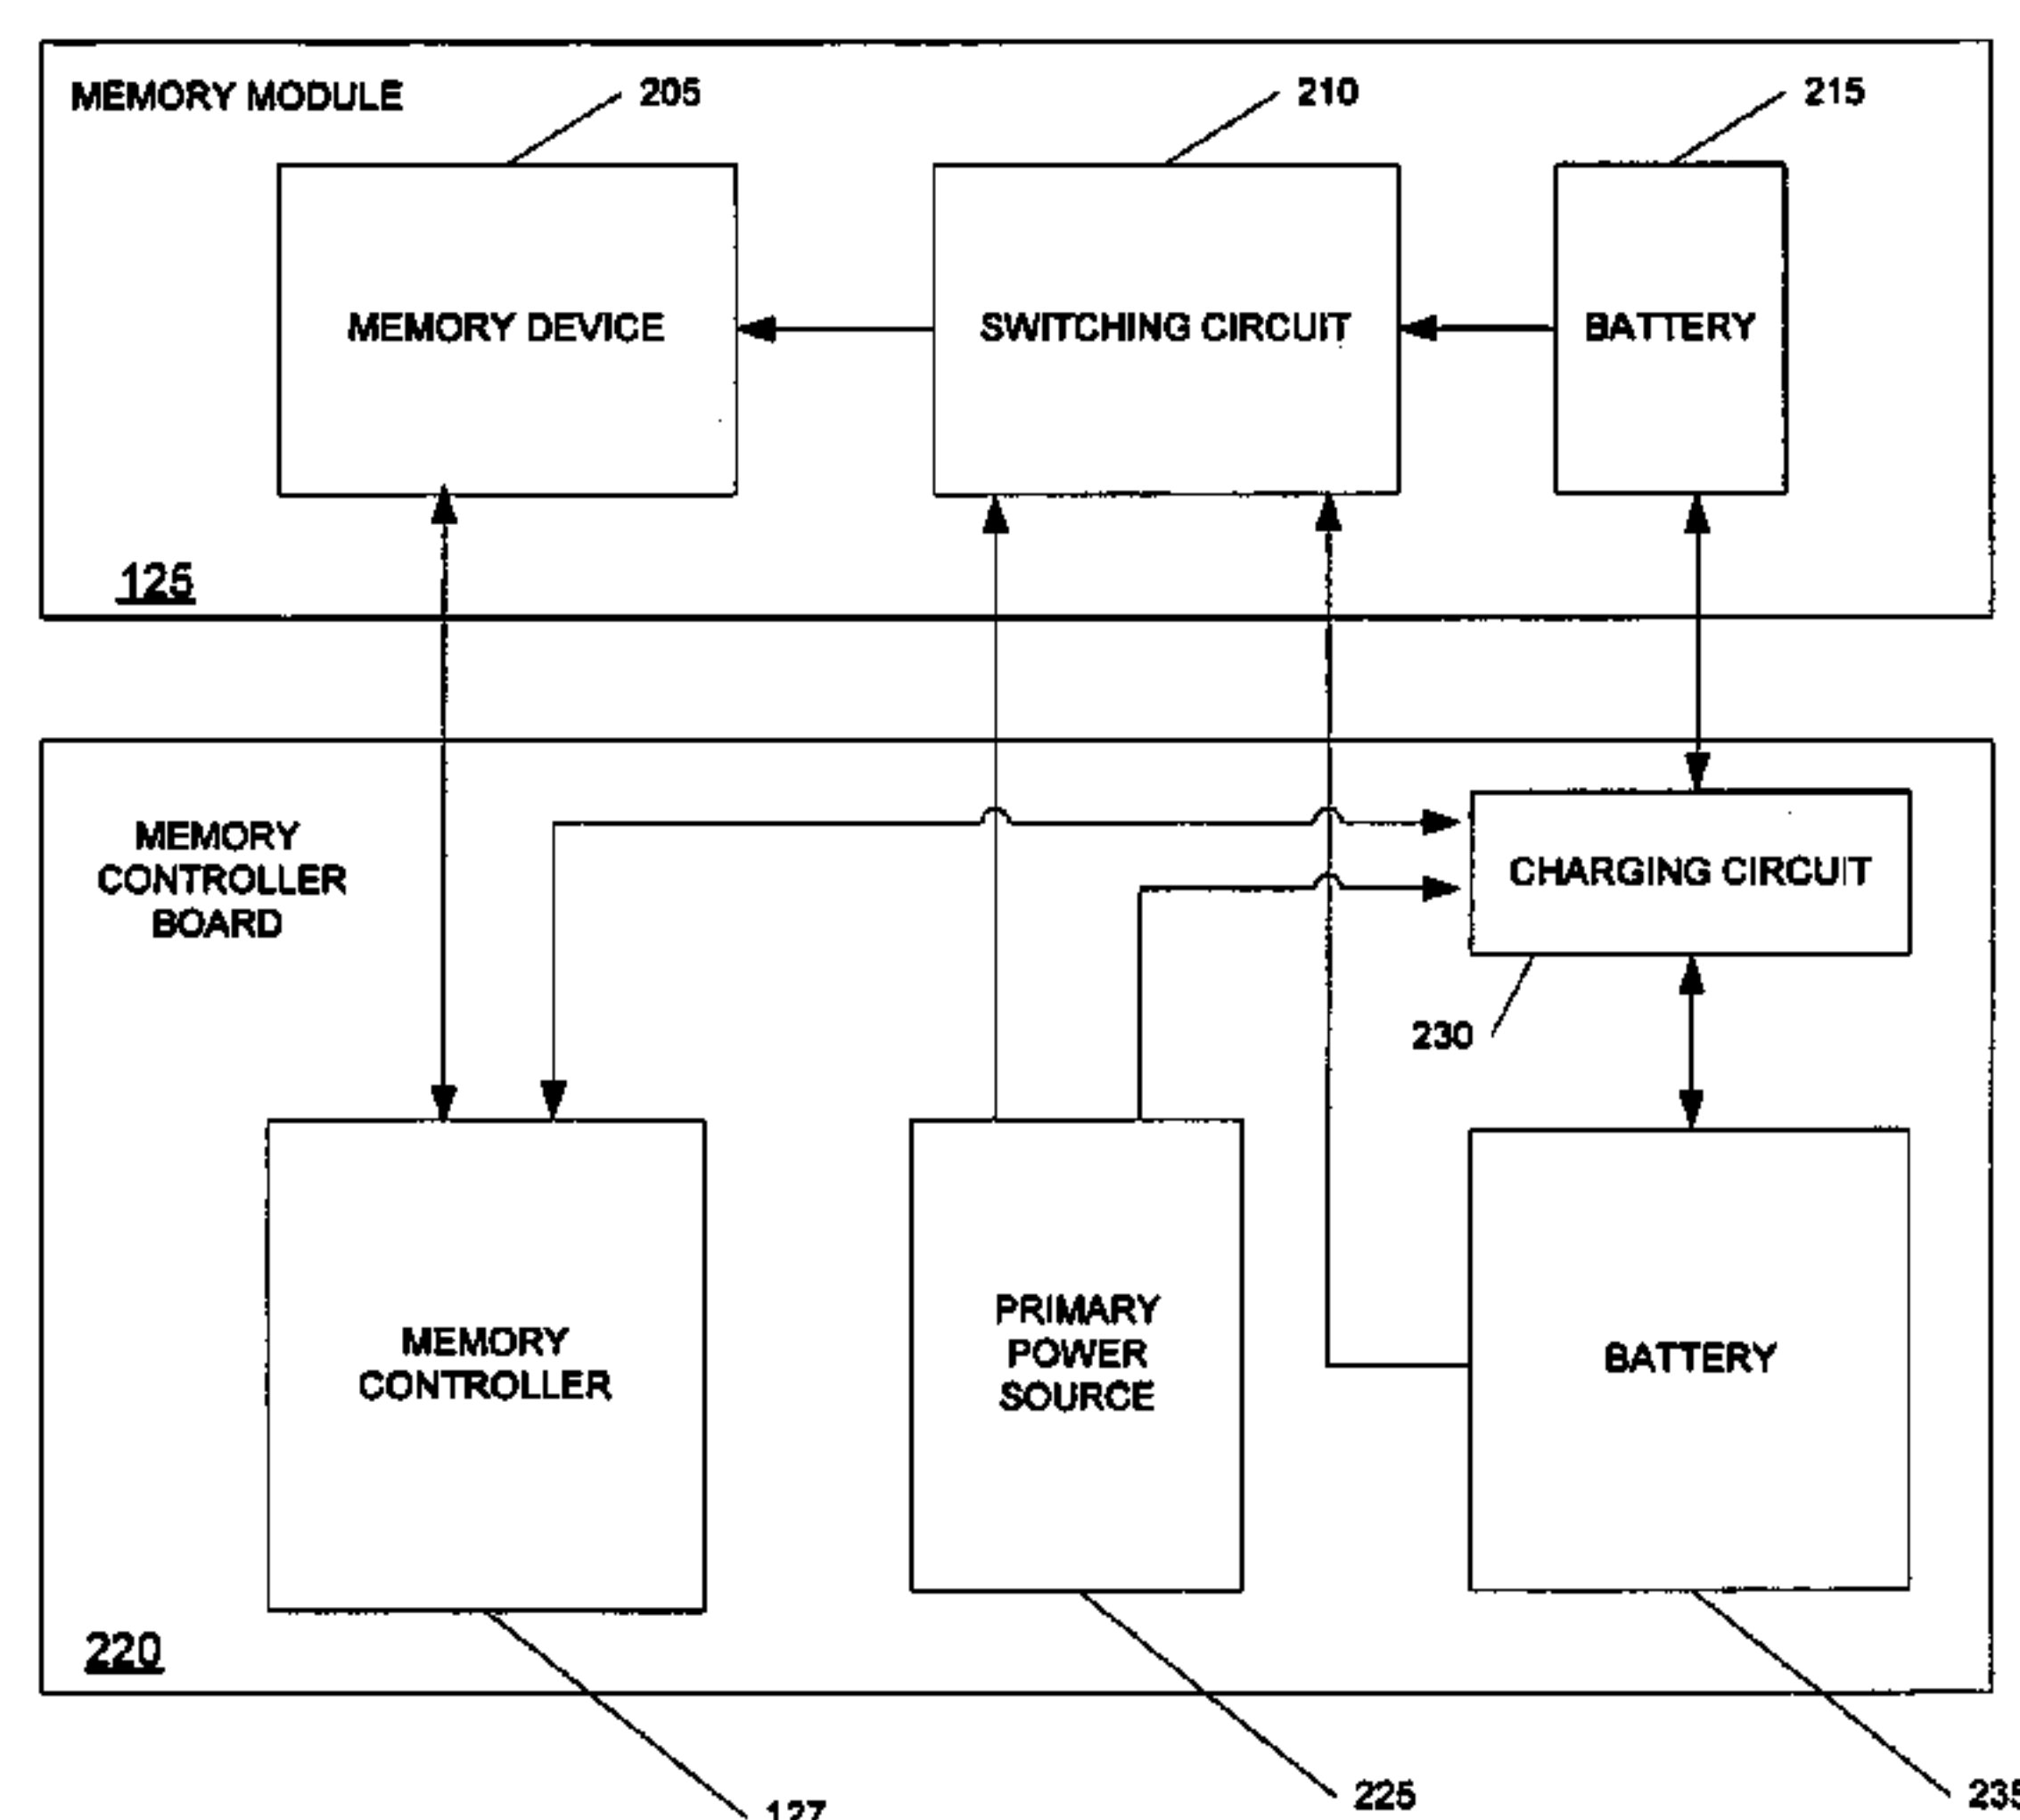 MEMORY MODULE
205
210
215
MEMORY DEVICE
SWITCHING CIRCUIT
BATTERY
125
MEMORY
CONTROLLER
BOARD
CHARGING CIRCUIT
230
MEMORY
CONTROLLER
PRIMARY
POWER
SOURCE
BATTERY
220
127
225
235